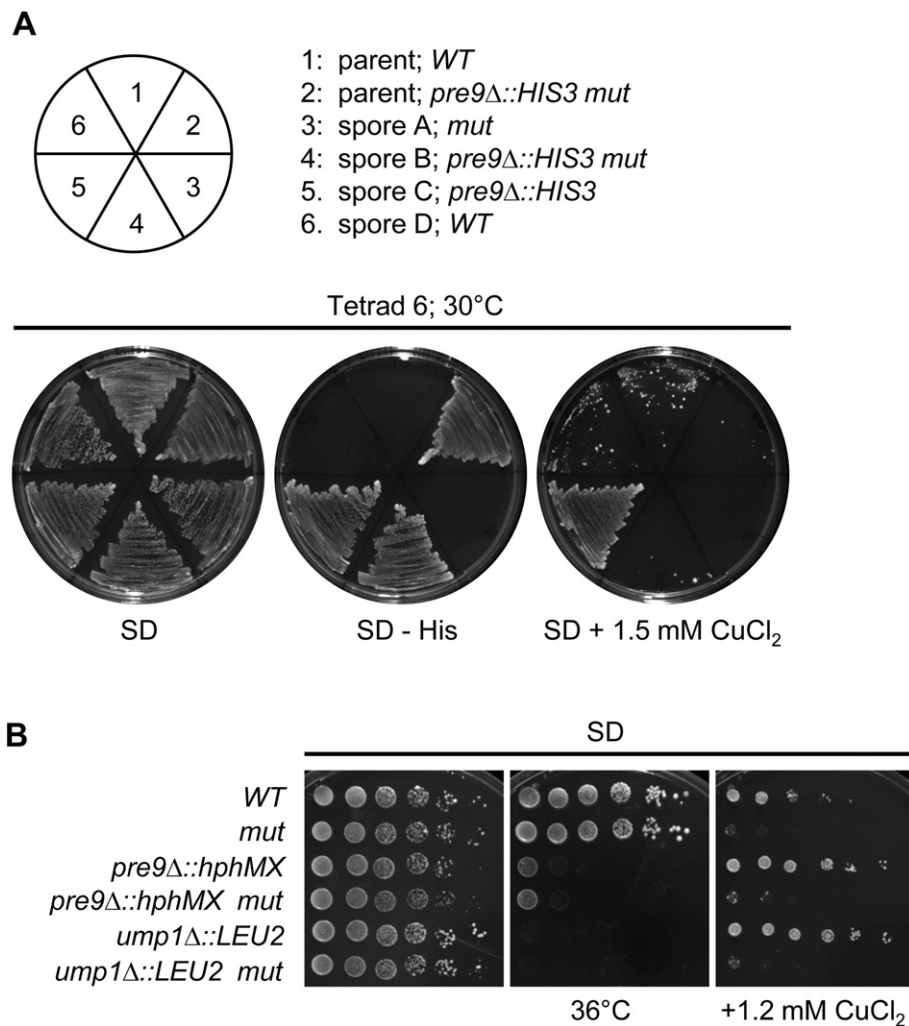 A
1
2
3
4
5
6
1: parent; WT
2: parent; pre9Δ::HIS3 mut
3: spore A; mut
4: spore B; pre9Δ::HIS3 mut
5: spore C; pre9Δ::HIS3
6. spore D; WT
Tetrad 6; 30°C
SD
SD - His
SD + 1.5 mM CuCl₂
B
SD
WT
mut
pre9Δ::hphMX
pre9Δ::hphMX mut
ump1Δ::LEU2
ump1Δ::LEU2 mut
36°C
+1.2 mM CuCl₂